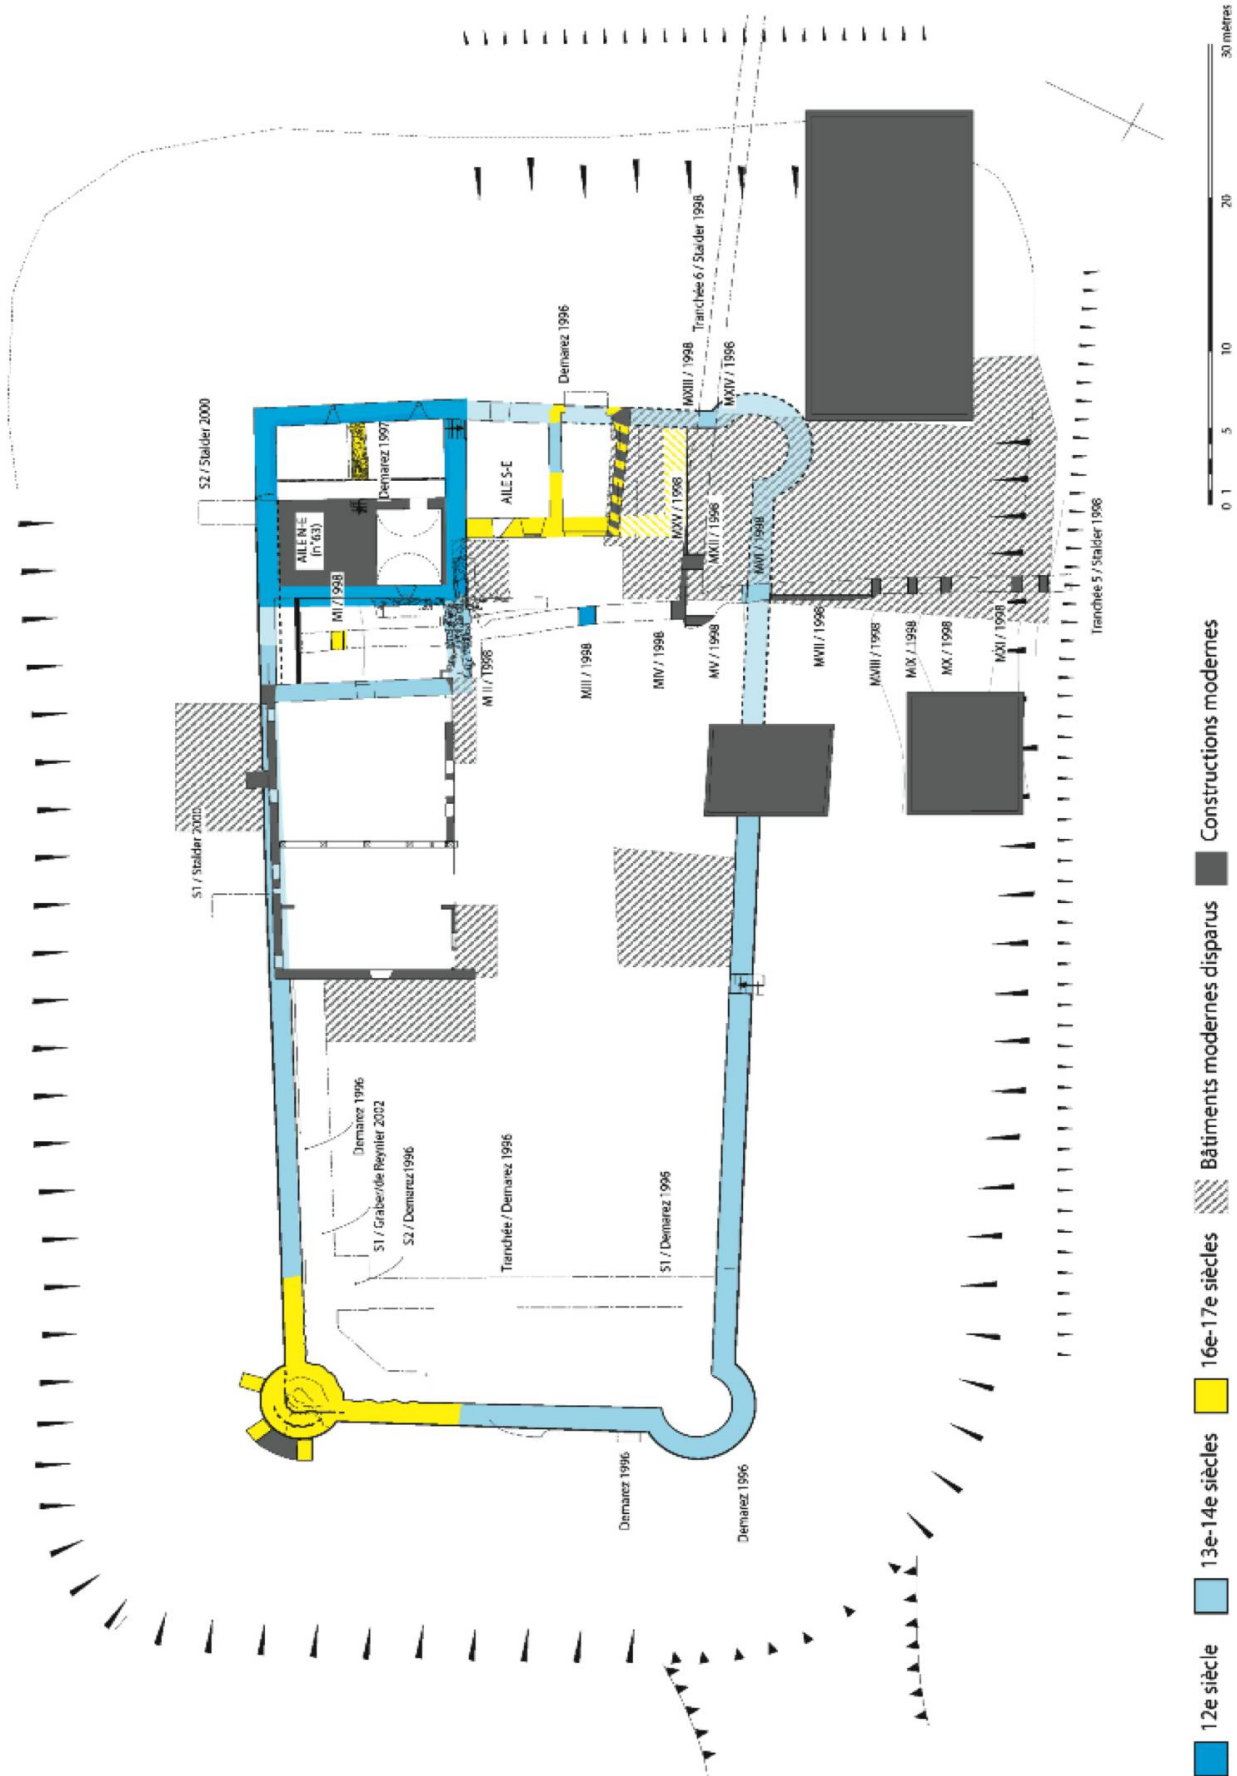 S2 / Stalder 2000
Demarez 1997
AILE N-E
(n°63)
MI / 1998
AILE S-E
Demarez 1996
MXIII / 1998
Tranchée 6 / Stalder 1998
MXIV / 1998
MXV / 1998
MXII / 1998
MVI / 1998
M II / 1998
MIII / 1998
MIV / 1998
MV / 1998
MVII / 1998
MVIII / 1998
MIX / 1998
MX / 1998
MXI / 1998
Tranchée 5 / Stalder 1998
S1 / Stalder 2000
Demarez 1996
S1 / Graber/de Reynier 2002
S2 / Demarez 1996
Tranchée / Demarez 1996
S1 / Demarez 1996
Demarez 1996
Demarez 1996
12e siècle
13e-14e siècles
16e-17e siècles
Bâtiments modernes disparus
Constructions modernes
0 1 5 10 20 30 mètres